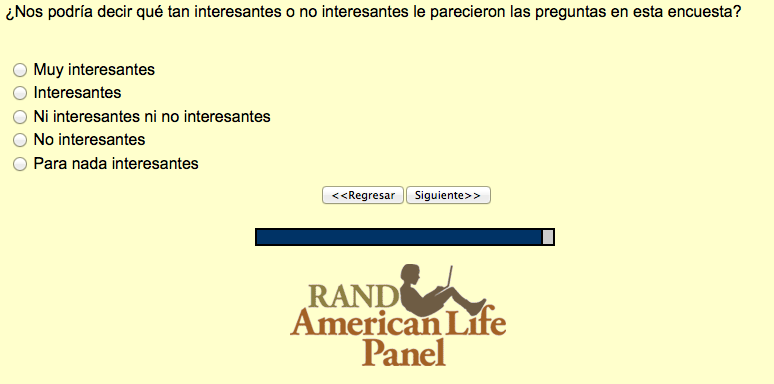 ¿Nos podría decir qué tan interesantes o no interesantes le parecieron las preguntas en esta encuesta?
Muy interesantes
Interesantes
Ni interesantes ni no interesantes
No interesantes
Para nada interesantes
<<Regresar Siguiente>>
RAND
American Life
Panel